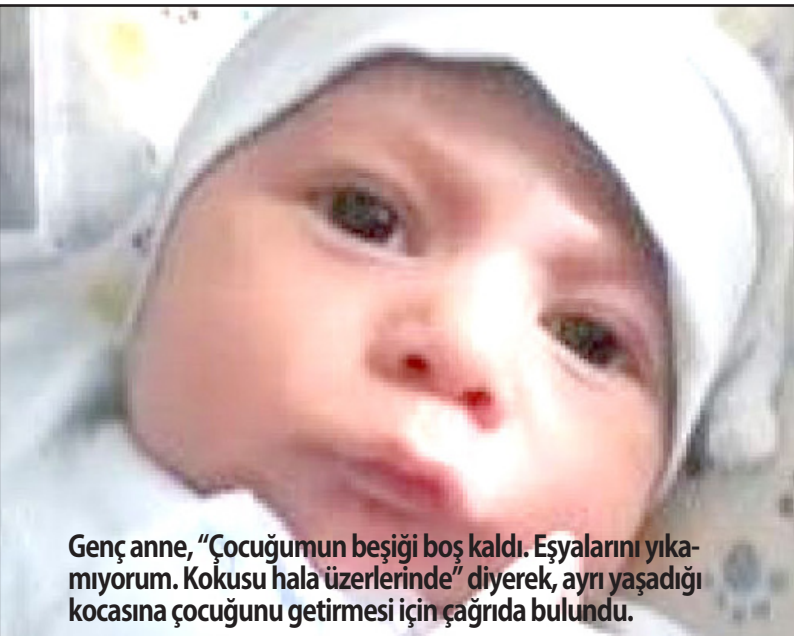 Genç anne, “Çocuğumun beşiği boş kaldı. Eşyalarını yıka-
mıyorum. Kokusu hala üzerlerinde” diyerek, ayrı yaşadığı
kocasına çocuğunu getirmesi için çağrıda bulundu.